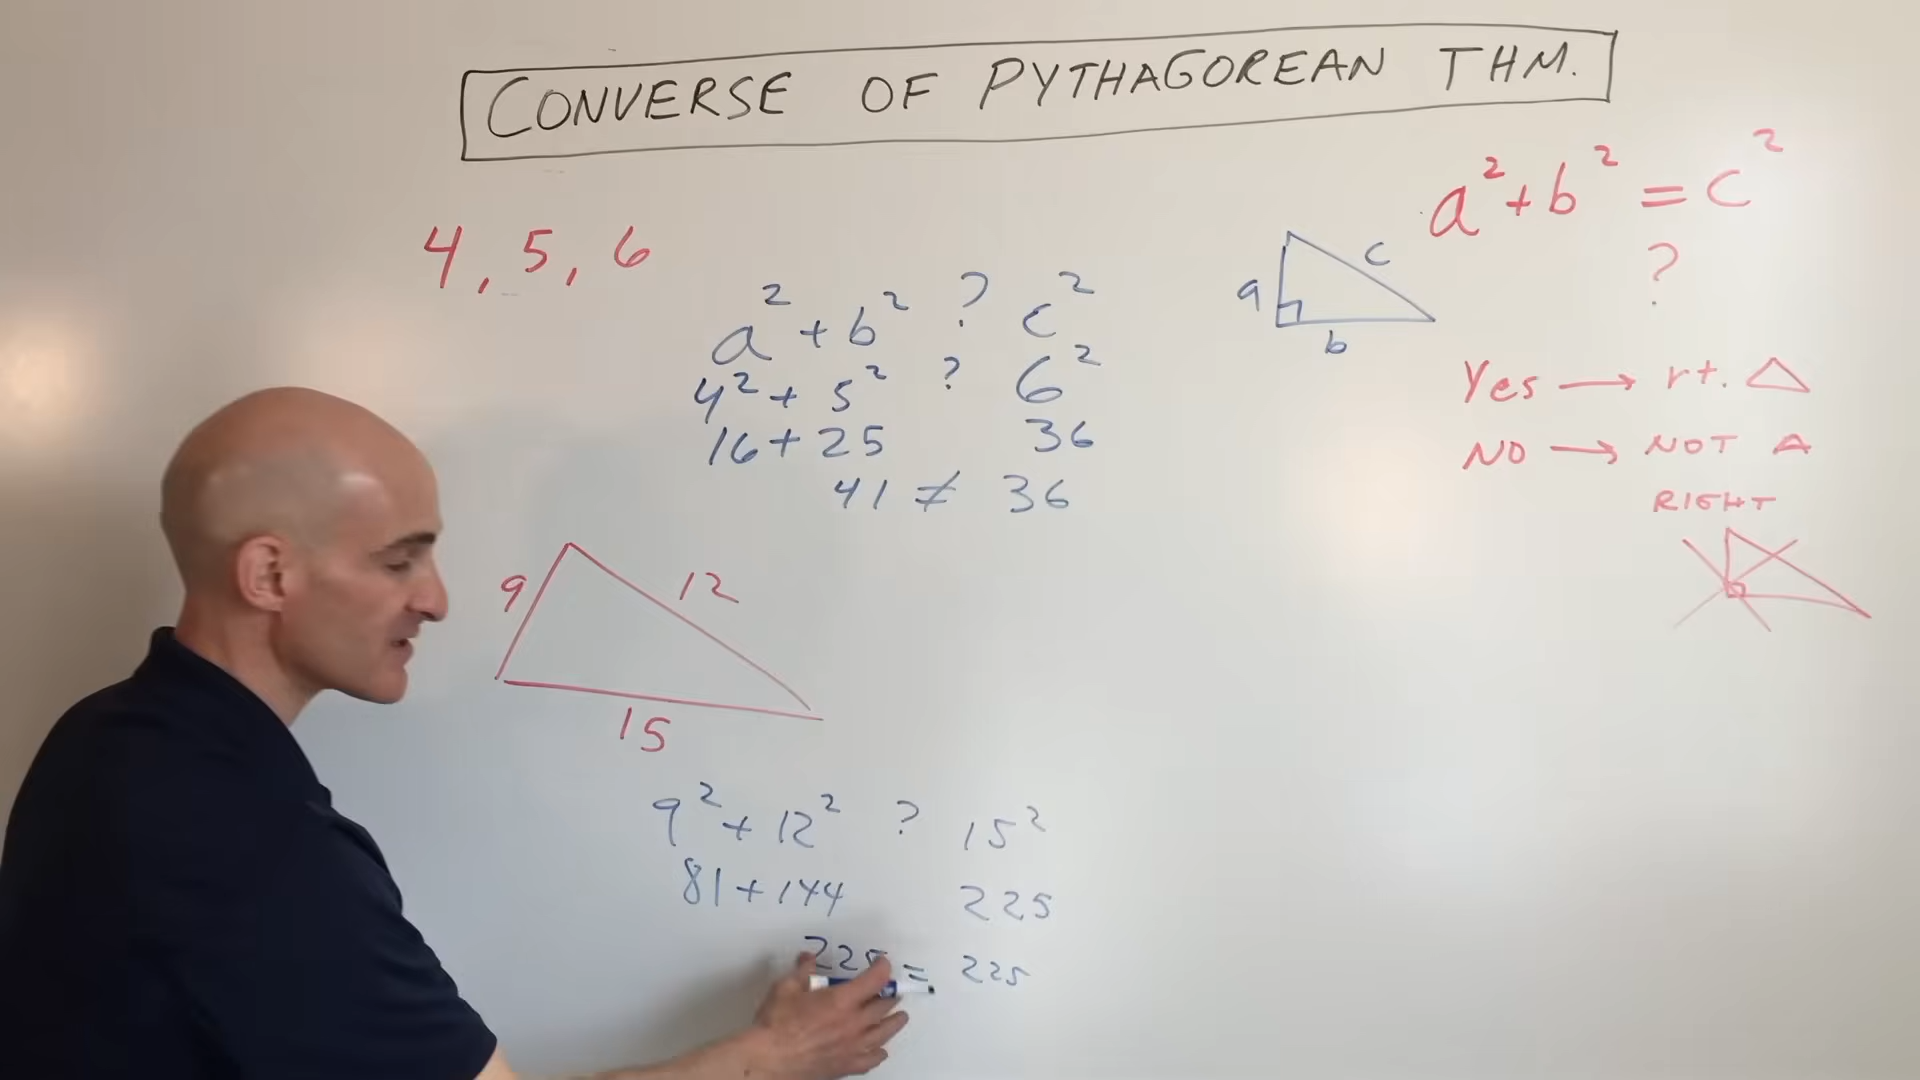 CONVERSE OF PYTHAGOREAN THM.
a² + b² = c²
?
4, 5, 6
a² + b² ? c²
4² + 5² ? 6²
16 + 25 36
41 ≠ 36
a
c
b
Yes → rt. △
NO → NOT A
RIGHT
9
12
15
9² + 12² ? 15²
81 + 144 225
225 = 225